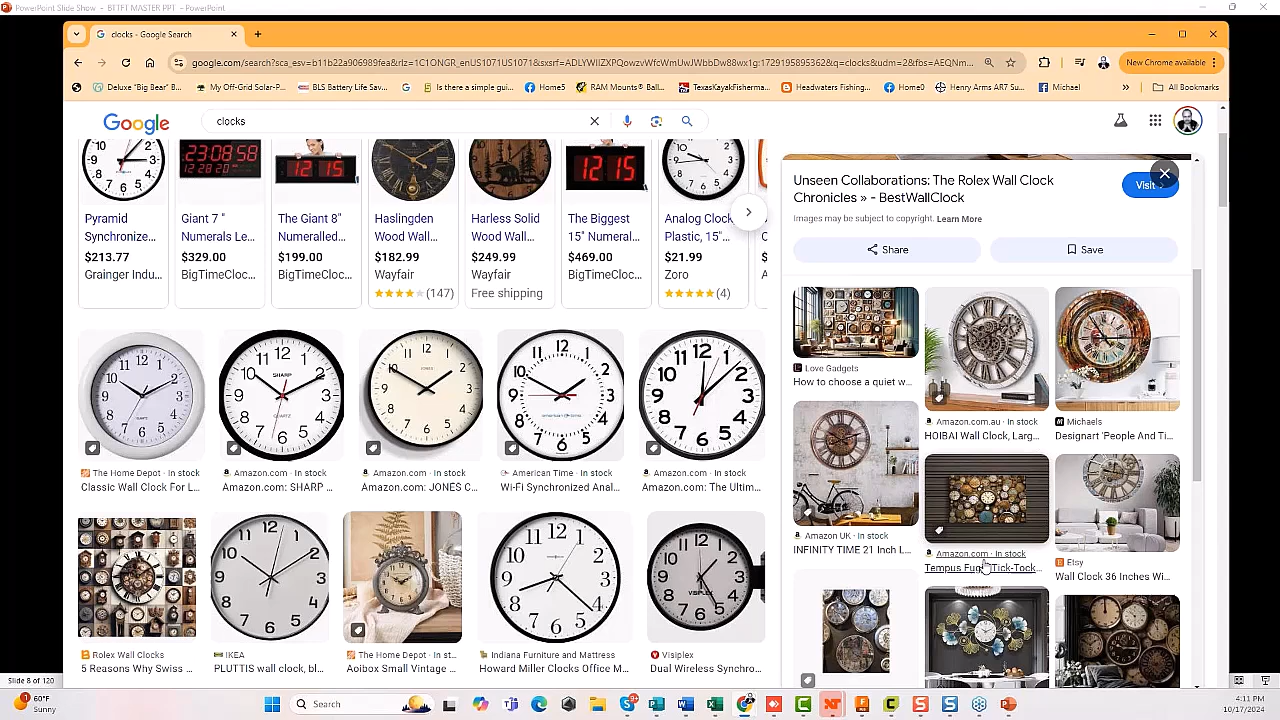 PowerPoint Slide Show - BTTFT MASTER PPT - PowerPoint
clocks - Google Search
google.com/search?sca_esv=b11b22a906989fea&rlz=1C1ONGR_enUS1071US1
New Chrome available
Deluxe "Big Bear" B...
My Off-Grid Solar-P...
BLS Battery Life Sav...
Is there a simple gui...
Home5
RAM Mounts® Ball...
TexasKayakFisherma...
Headwaters Fishing...
Home0
Henry Arms AR7 Su...
Michael
All Bookmarks
Google
clocks
Pyramid Synchronize...
$213.77
Grainger Indu...
Giant 7 "
Numerals Le...
$329.00
BigTimeCloc...
The Giant 8"
Numeralled...
$199.00
BigTimeCloc...
Haslingden
Wood Wall...
$182.99
Wayfair
(147)
Harless Solid
Wood Wall...
$249.99
Wayfair
Free shipping
The Biggest
15" Numeral...
$469.00
BigTimeCloc...
Analog Clock
Plastic, 15"...
$21.99
Zoro
(4)
The Home Depot · In stock
Classic Wall Clock For L...
SHARP
QUARTZ
Amazon.com · In stock
Amazon.com: SHARP ...
JONES
Amazon.com · In stock
Amazon.com: JONES C...
American Time · In stock
Wi-Fi Synchronized Anal...
Amazon.com · In stock
Amazon.com: The Ultim...
Rolex Wall Clocks
5 Reasons Why Swiss ...
IKEA
PLUTTIS wall clock, bl...
The Home Depot · In st...
Aoibox Small Vintage ...
Indiana Furniture and Mattress
Howard Miller Clocks Office M...
VISIPLEX
Visiplex
Dual Wireless Synchro...
Unseen Collaborations: The Rolex Wall Clock
Chronicles » - BestWallClock
Visit
Images may be subject to copyright. Learn More
Share
Save
Love Gadgets
How to choose a quiet w...
Amazon.com.au · In stock
HOIBAI Wall Clock, Larg...
Michaels
Designart 'People And Ti...
Amazon UK · In stock
INFINITY TIME 21 Inch L...
Amazon.com · In stock
Tempus Fug
Tick-Tock...
Etsy
Wall Clock 36 Inches Wi...
Slide 8 of 120
60°F
Sunny
Search
4:11 PM
10/17/2024